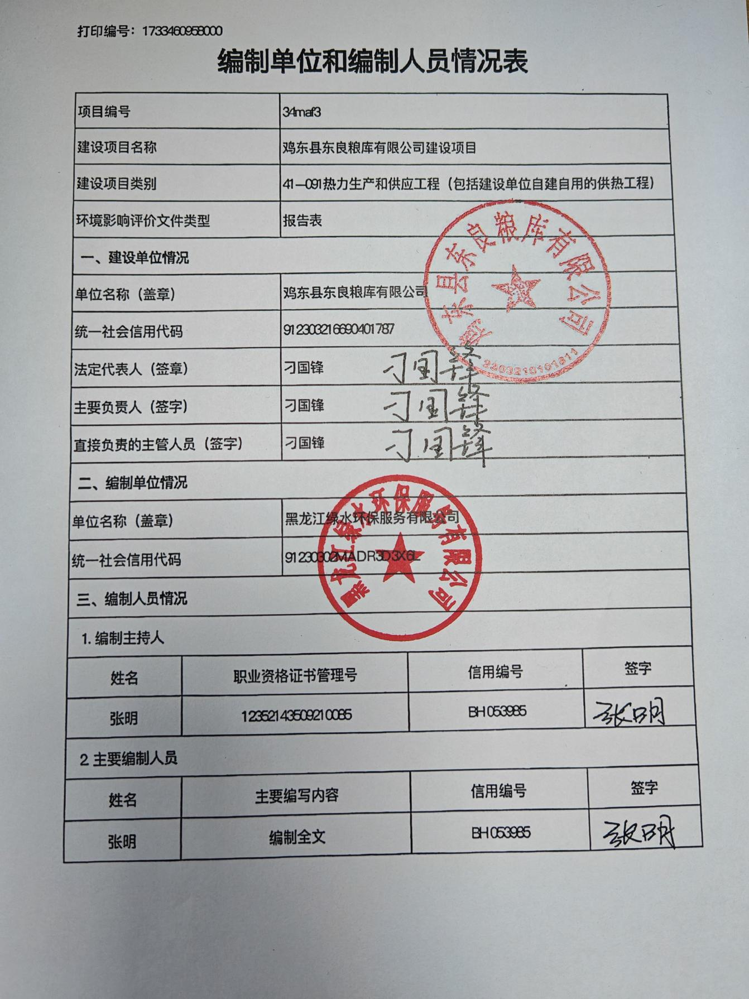 打印编号：1733460958000
编制单位和编制人员情况表
项目编号 34maf3
建设项目名称 鸡东县东良粮库有限公司建设项目
建设项目类别 41—091热力生产和供应工程（包括建设单位自建自用的供热工程）
环境影响评价文件类型 报告表
一、建设单位情况
单位名称（盖章） 鸡东县东良粮库有限公司
统一社会信用代码 912303216690401787
法定代表人（签章） 刁国锋 刁国锋
主要负责人（签字） 刁国锋 刁国锋
直接负责的主管人员（签字） 刁国锋 刁国锋
鸡东县东良粮库有限公司
二、编制单位情况
单位名称（盖章） 黑龙江绿水环保服务有限公司
统一社会信用代码 91230302MADR3D3X6L
黑龙江绿水环保服务有限公司
三、编制人员情况
1. 编制主持人
姓名 职业资格证书管理号 信用编号 签字
张明 12352143509210085 BH053985 张明
2 主要编制人员
姓名 主要编写内容 信用编号 签字
张明 编制全文 BH053985 张明